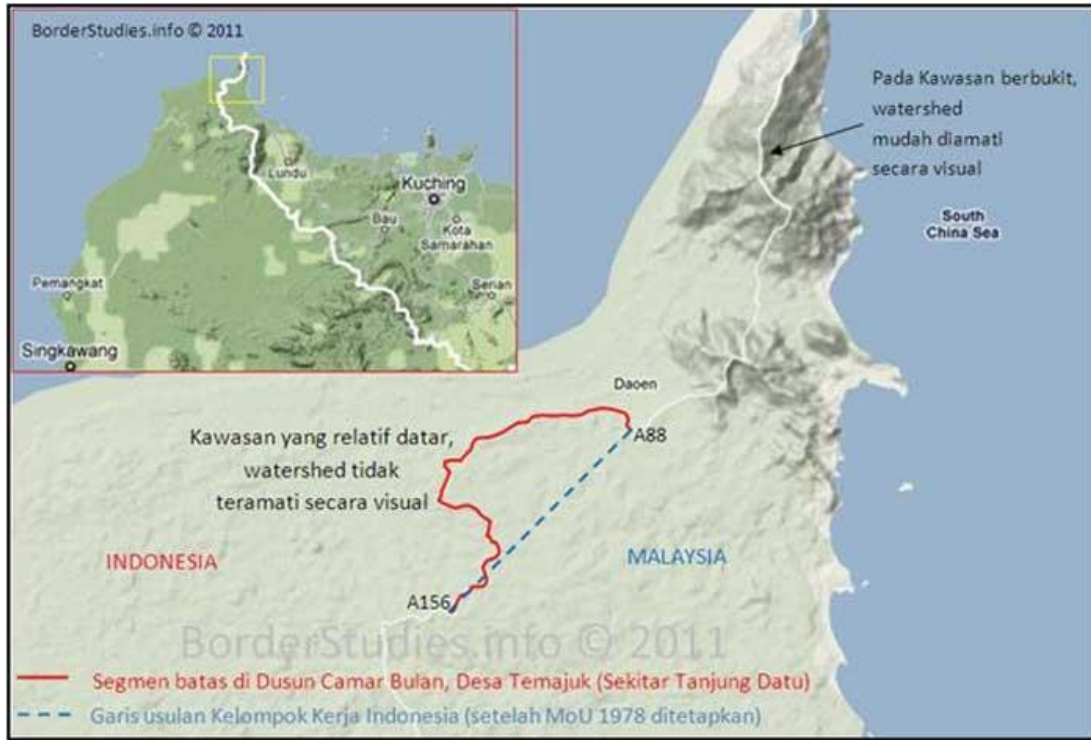 BorderStudies.info © 2011
Lundu
Kuching
Bau
Kota
Samarahan
Serian
Pemangkat
Singkawang
Pada Kawasan berbukit,
watershed
mudah diamati
secara visual
South
China Sea
Daoen
A88
Kawasan yang relatif datar,
watershed tidak
teramati secara visual
INDONESIA
MALAYSIA
A156
BorderStudies.info © 2011
Segmen batas di Dusun Camar Bulan, Desa Temajuk (Sekitar Tanjung Datu)
Garis usulan Kelompok Kerja Indonesia (setelah MoU 1978 ditetapkan)